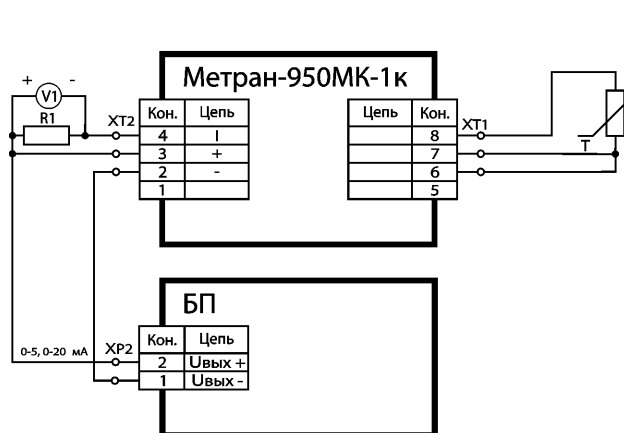 Метран-950МК-1к
+ -
V1
R1
XT2
Кон. Цепь
4 I
3 +
2 -
1
Цепь Кон.
8
7
6
5
XT1
T
БП
0-5, 0-20 мА
XP2
Кон. Цепь
2 Uвых +
1 Uвых -